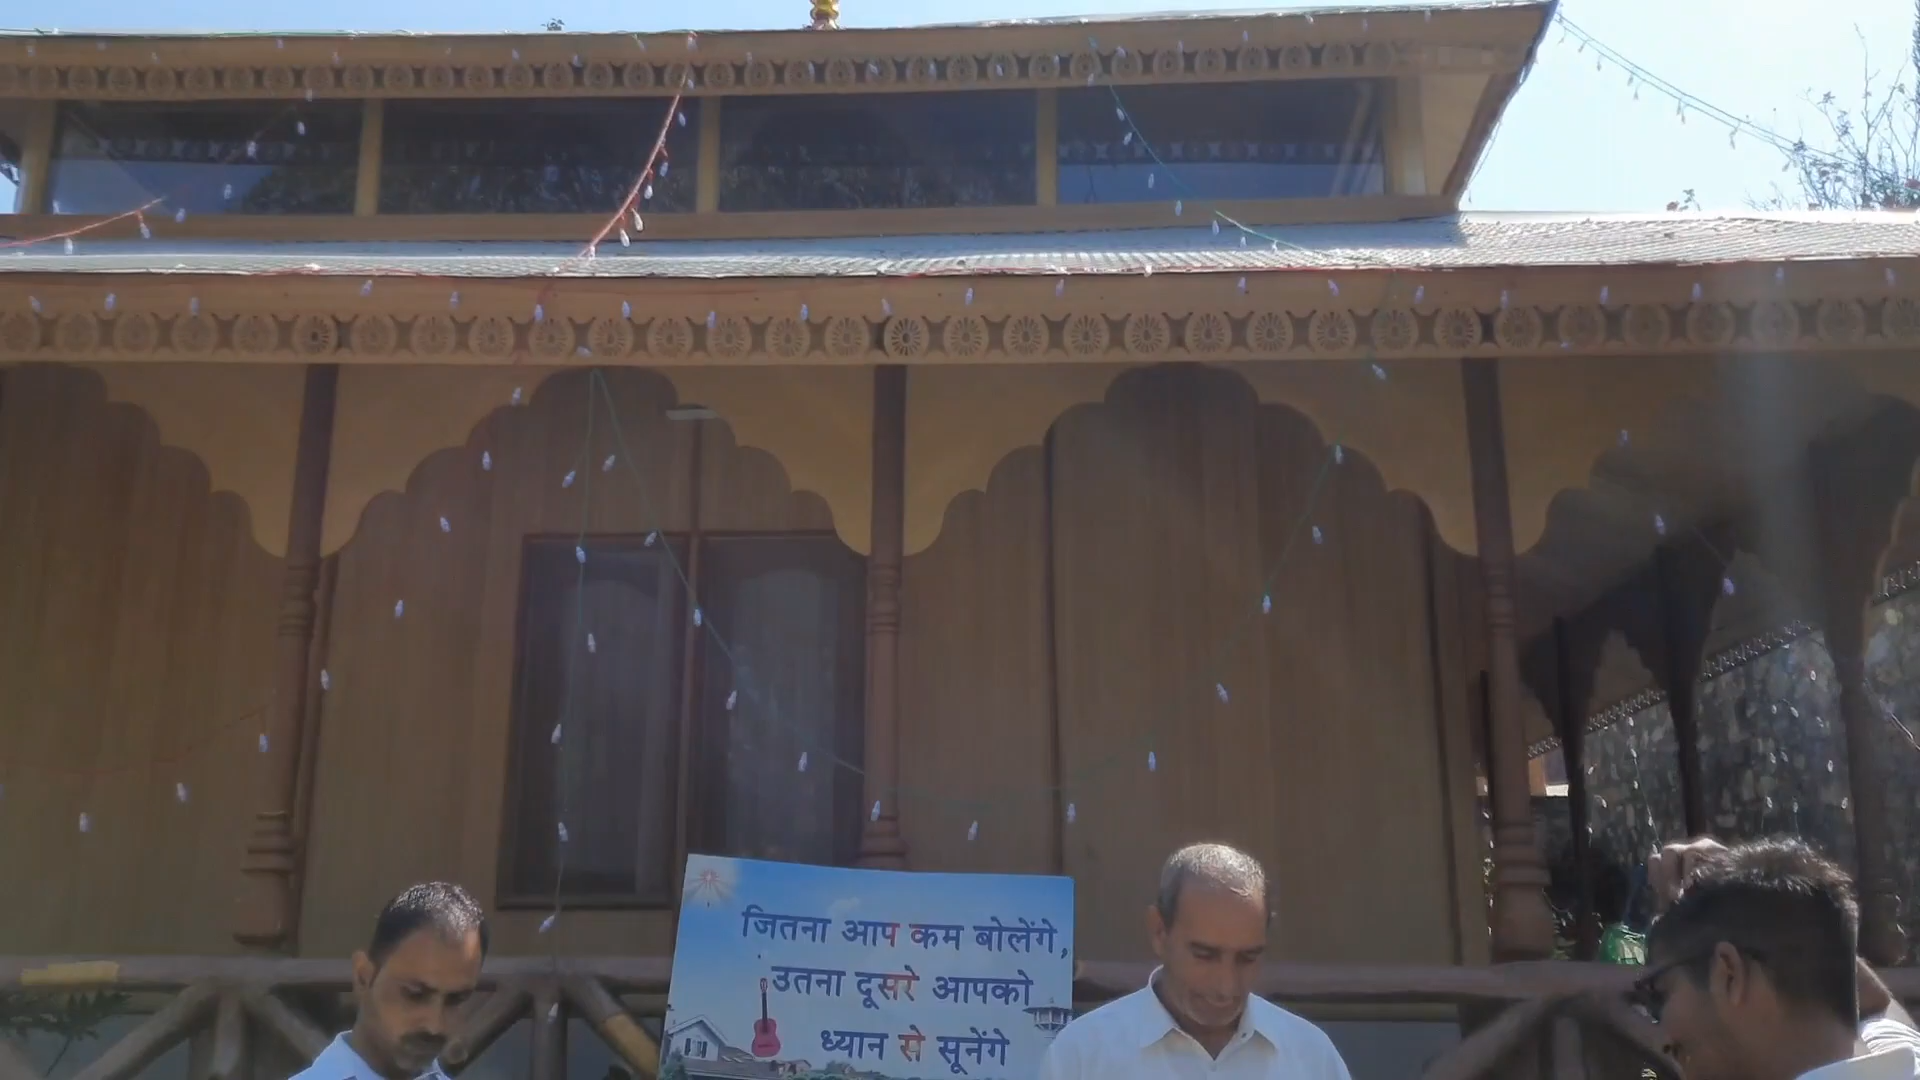 जितना आप कम बोलेंगे,
उतना दूसरे आपको
ध्यान से सूनेंगे